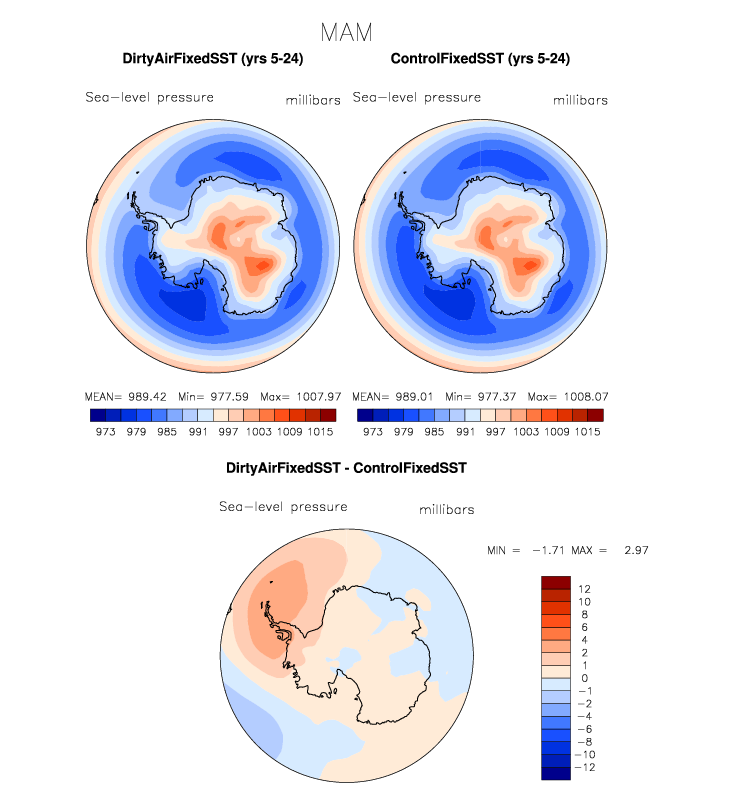 MAM
DirtyAirFixedSST (yrs 5-24) ControlFixedSST (yrs 5-24)
Sea-level pressure millibars Sea-level pressure millibars
MEAN= 989.42 Min= 977.59 Max= 1007.97 MEAN= 989.01 Min= 977.37 Max= 1008.07
973 979 985 991 997 1003 1009 1015 973 979 985 991 997 1003 1009 1015
DirtyAirFixedSST - ControlFixedSST
Sea-level pressure millibars
MIN = -1.71 MAX = 2.97
12
10
8
6
4
2
1
0
-1
-2
-4
-6
-8
-10
-12